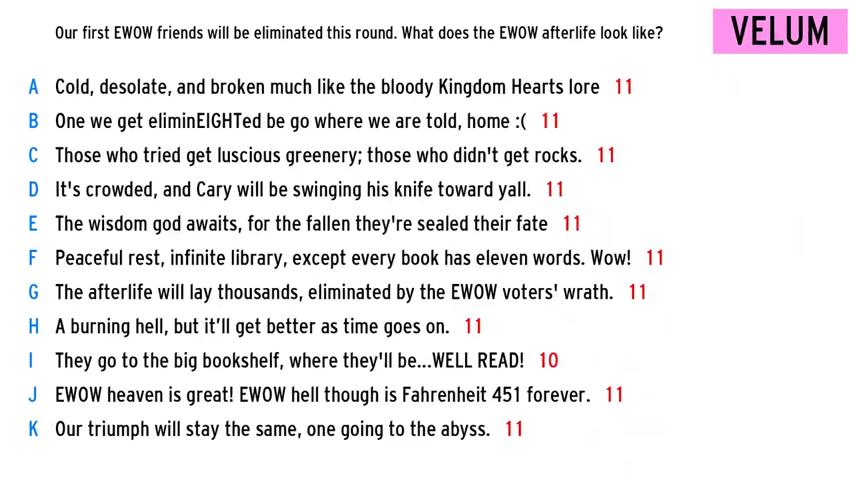 Our first EWOW friends will be eliminated this round. What does the EWOW afterlife look like?
VELUM
A Cold, desolate, and broken much like the bloody Kingdom Hearts lore 11
B One we get eliminEIGHTed be go where we are told, home :( 11
C Those who tried get luscious greenery; those who didn't get rocks. 11
D It's crowded, and Cary will be swinging his knife toward yall. 11
E The wisdom god awaits, for the fallen they're sealed their fate 11
F Peaceful rest, infinite library, except every book has eleven words. Wow! 11
G The afterlife will lay thousands, eliminated by the EWOW voters' wrath. 11
H A burning hell, but it'll get better as time goes on. 11
I They go to the big bookshelf, where they'll be...WELL READ! 10
J EWOW heaven is great! EWOW hell though is Fahrenheit 451 forever. 11
K Our triumph will stay the same, one going to the abyss. 11